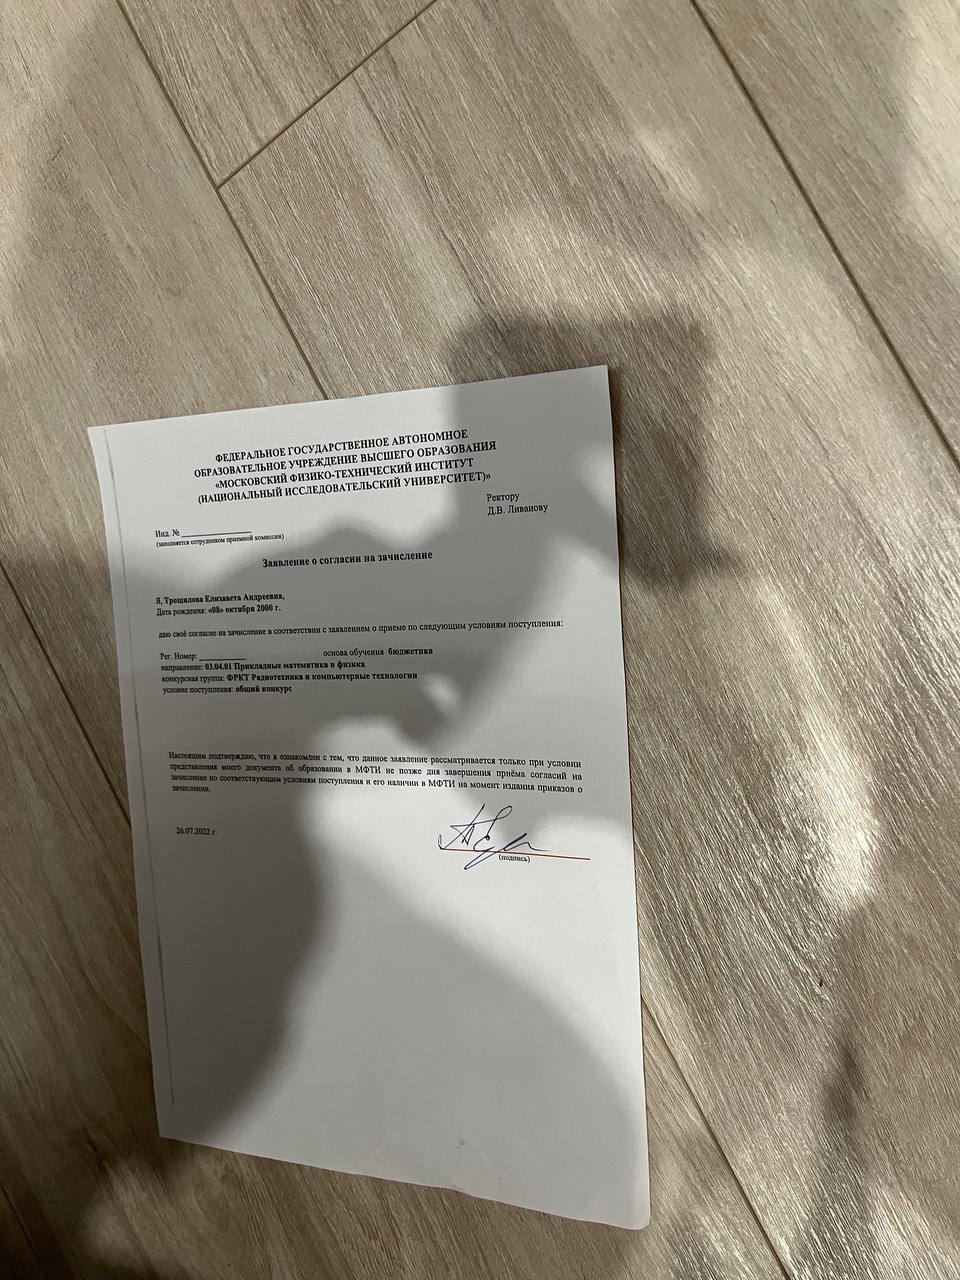 ФЕДЕРАЛЬНОЕ ГОСУДАРСТВЕННОЕ АВТОНОМНОЕ
ОБРАЗОВАТЕЛЬНОЕ УЧРЕЖДЕНИЕ ВЫСШЕГО ОБРАЗОВАНИЯ
«МОСКОВСКИЙ ФИЗИКО-ТЕХНИЧЕСКИЙ ИНСТИТУТ
(НАЦИОНАЛЬНЫЙ ИССЛЕДОВАТЕЛЬСКИЙ УНИВЕРСИТЕТ)»
Ректору
Д.В. Ливанову
Инд. № ______________
(заполняется сотрудником приемной комиссии)
Заявление о согласии на зачисление
Я, Трошилова Елизавета Андреевна,
Дата рождения: «08» октября 2000 г.
даю своё согласие на зачисление в соответствии с заявлением о приеме по следующим условиям поступления:
Рег. Номер: __________ основа обучения бюджетная
направление: 03.04.01 Прикладные математика и физика
конкурсная группа: ФРКТ Радиотехника и компьютерные технологии
условие поступления: общий конкурс
Настоящим подтверждаю, что я ознакомлен с тем, что данное заявление рассматривается только при условии
представления моего документа об образовании в МФТИ не позже дня завершения приёма согласий на
зачисление по соответствующим условиям поступления и его наличии в МФТИ на момент издания приказов о
зачислении.
26.07.2022 г.
(подпись)